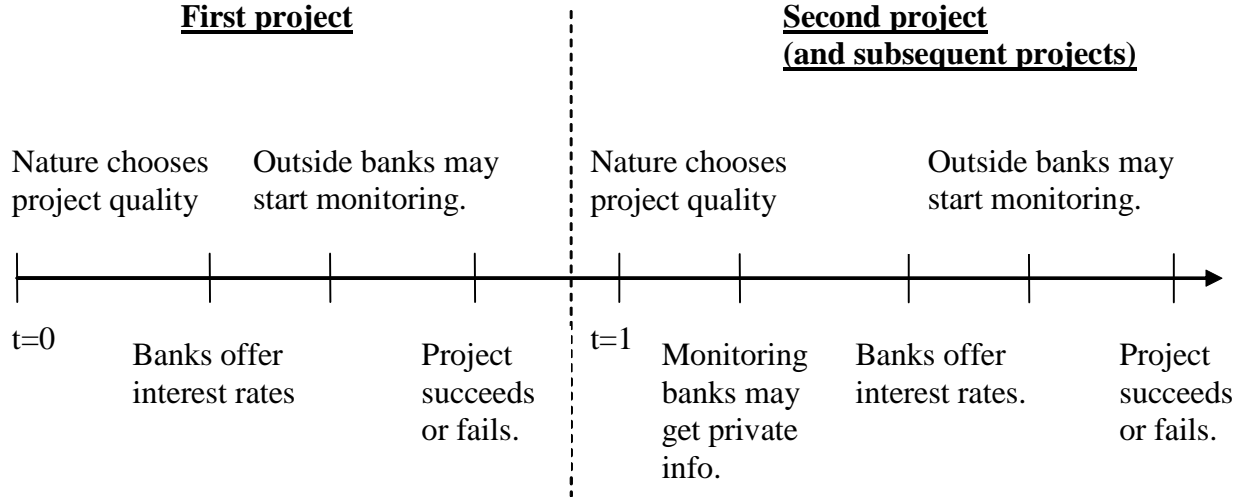 First project
Second project
(and subsequent projects)
Nature chooses
project quality
Outside banks may
start monitoring.
Nature chooses
project quality
Outside banks may
start monitoring.
t=0
Banks offer
interest rates
Project
succeeds
or fails.
t=1
Monitoring
banks may
get private
info.
Banks offer
interest rates.
Project
succeeds
or fails.